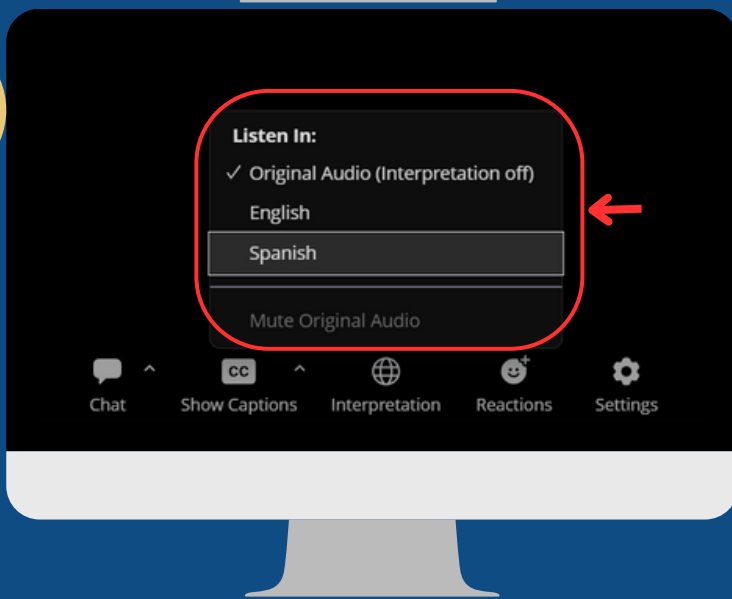 Listen In:
✓ Original Audio (Interpretation off)
English
Spanish
Mute Original Audio
CC
Chat
Show Captions
Interpretation
Reactions
Settings